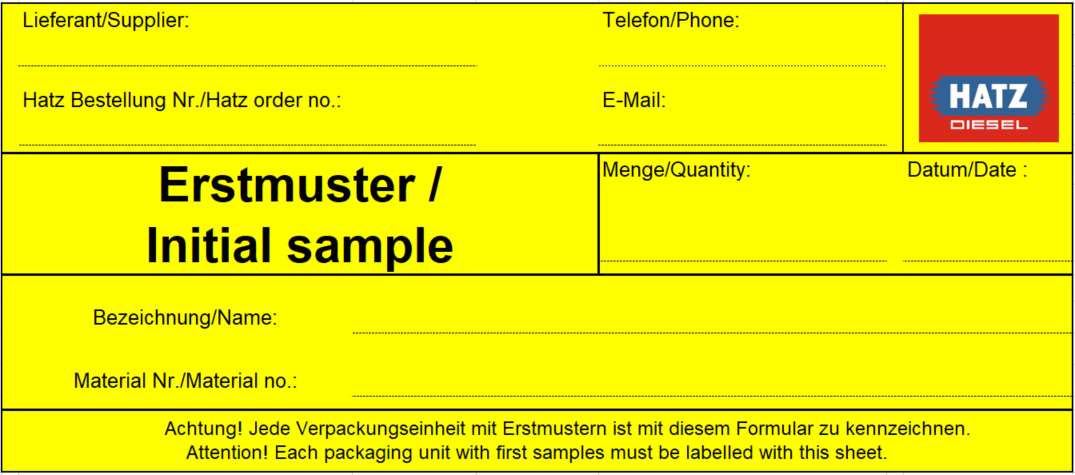 Lieferant/Supplier:
Telefon/Phone:
Hatz Bestellung Nr./Hatz order no.:
E-Mail:
HATZ
DIESEL
Erstmuster /
Initial sample
Menge/Quantity:
Datum/Date :
Bezeichnung/Name:
Material Nr./Material no.:
Achtung! Jede Verpackungseinheit mit Erstmustern ist mit diesem Formular zu kennzeichnen.
Attention! Each packaging unit with first samples must be labelled with this sheet.